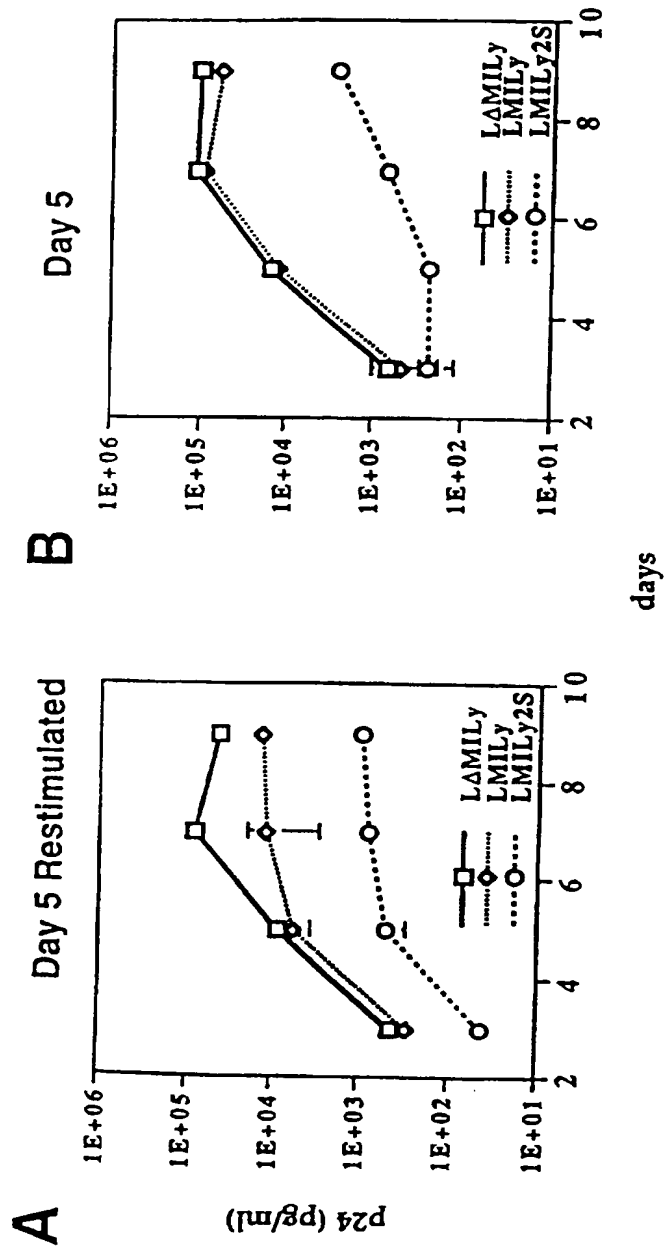 A
Day 5 Restimulated
p24 (pg/ml)
1E+06
1E+05
1E+04
1E+03
1E+02
1E+01
2 4 6 8 10
LΔMILy
LMILy
LMILy2S
B
Day 5
1E+06
1E+05
1E+04
1E+03
1E+02
1E+01
2 4 6 8 10
LΔMILy
LMILy
LMILy2S
days